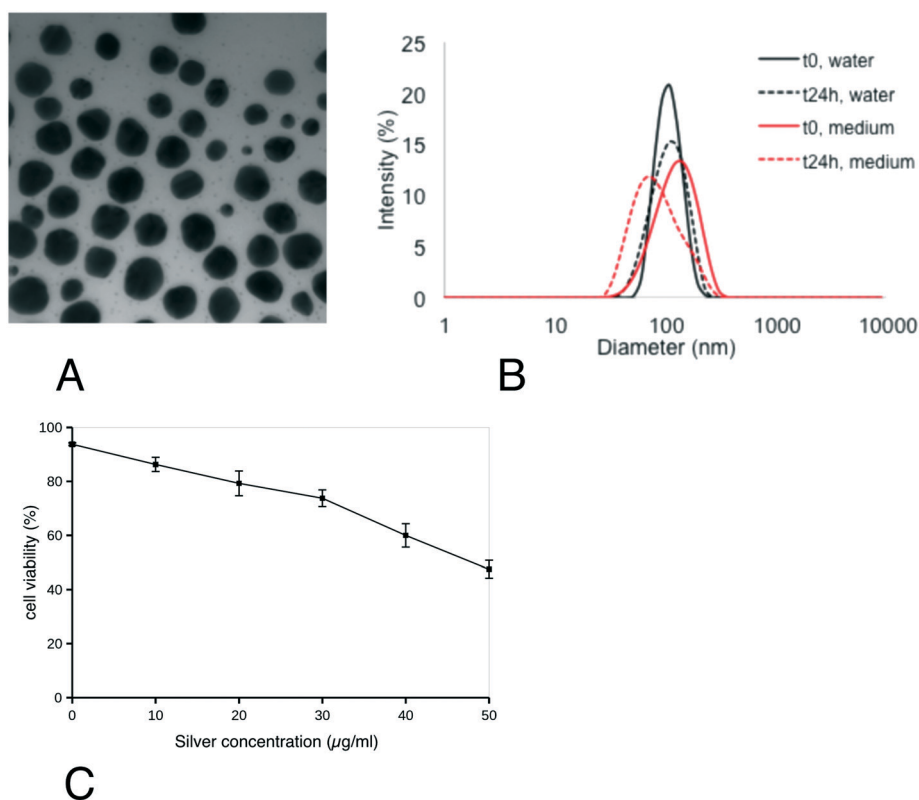 25
20
15
10
5
0
Intensity (%)
1 10 100 1000 10000
Diameter (nm)
t0, water
t24h, water
t0, medium
t24h, medium
A
B
100
80
60
40
20
0
cell viability (%)
0 10 20 30 40 50
Silver concentration (µg/ml)
C